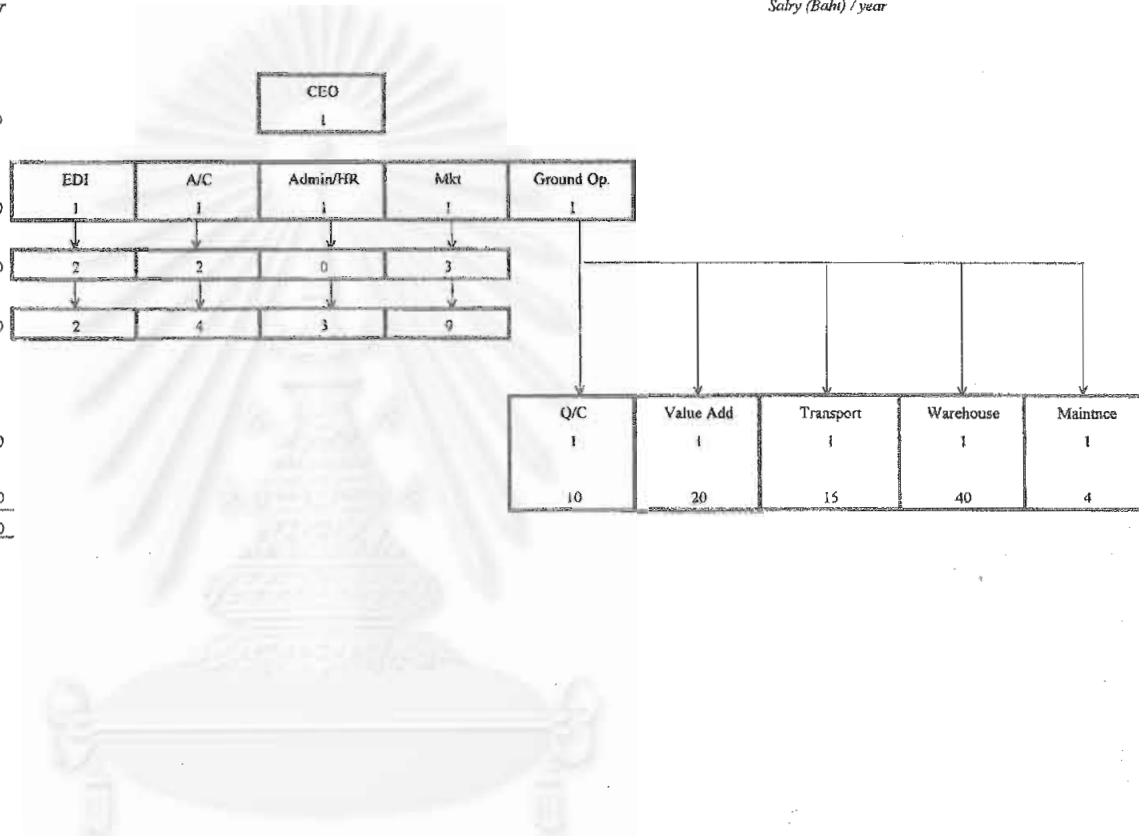 Salry (Baht) / year
CEO
1
EDI A/C Admin/HR Mkt Ground Op.
1 1 1 1 1
2 2 0 3
2 4 3 9
Q/C Value Add Transport Warehouse Maintnce
1 1 1 1 1
10 20 15 40 4